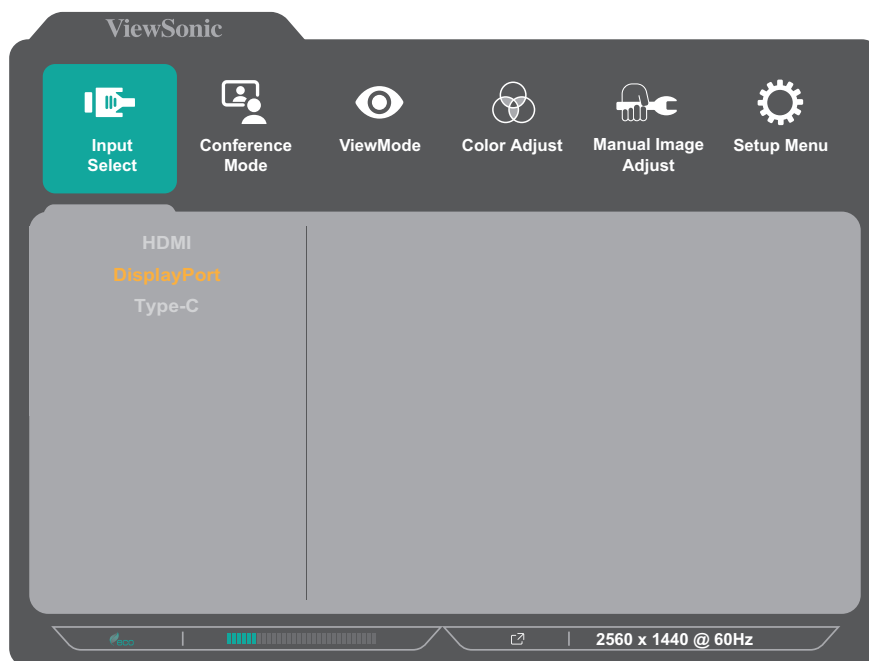 ViewSonic
Input
Select
Conference
Mode
ViewMode
Color Adjust
Manual Image
Adjust
Setup Menu
HDMI
DisplayPort
Type-C
eco
2560 x 1440 @ 60Hz